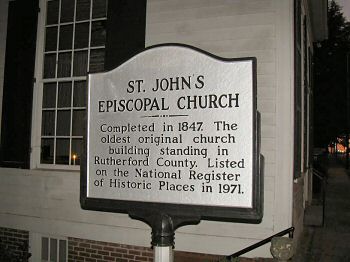 ST. JOHN'S
EPISCOPAL CHURCH
Completed in 1847. The
oldest original church
building standing in
Rutherford County. Listed
on the National Register
of Historic Places in 1971.